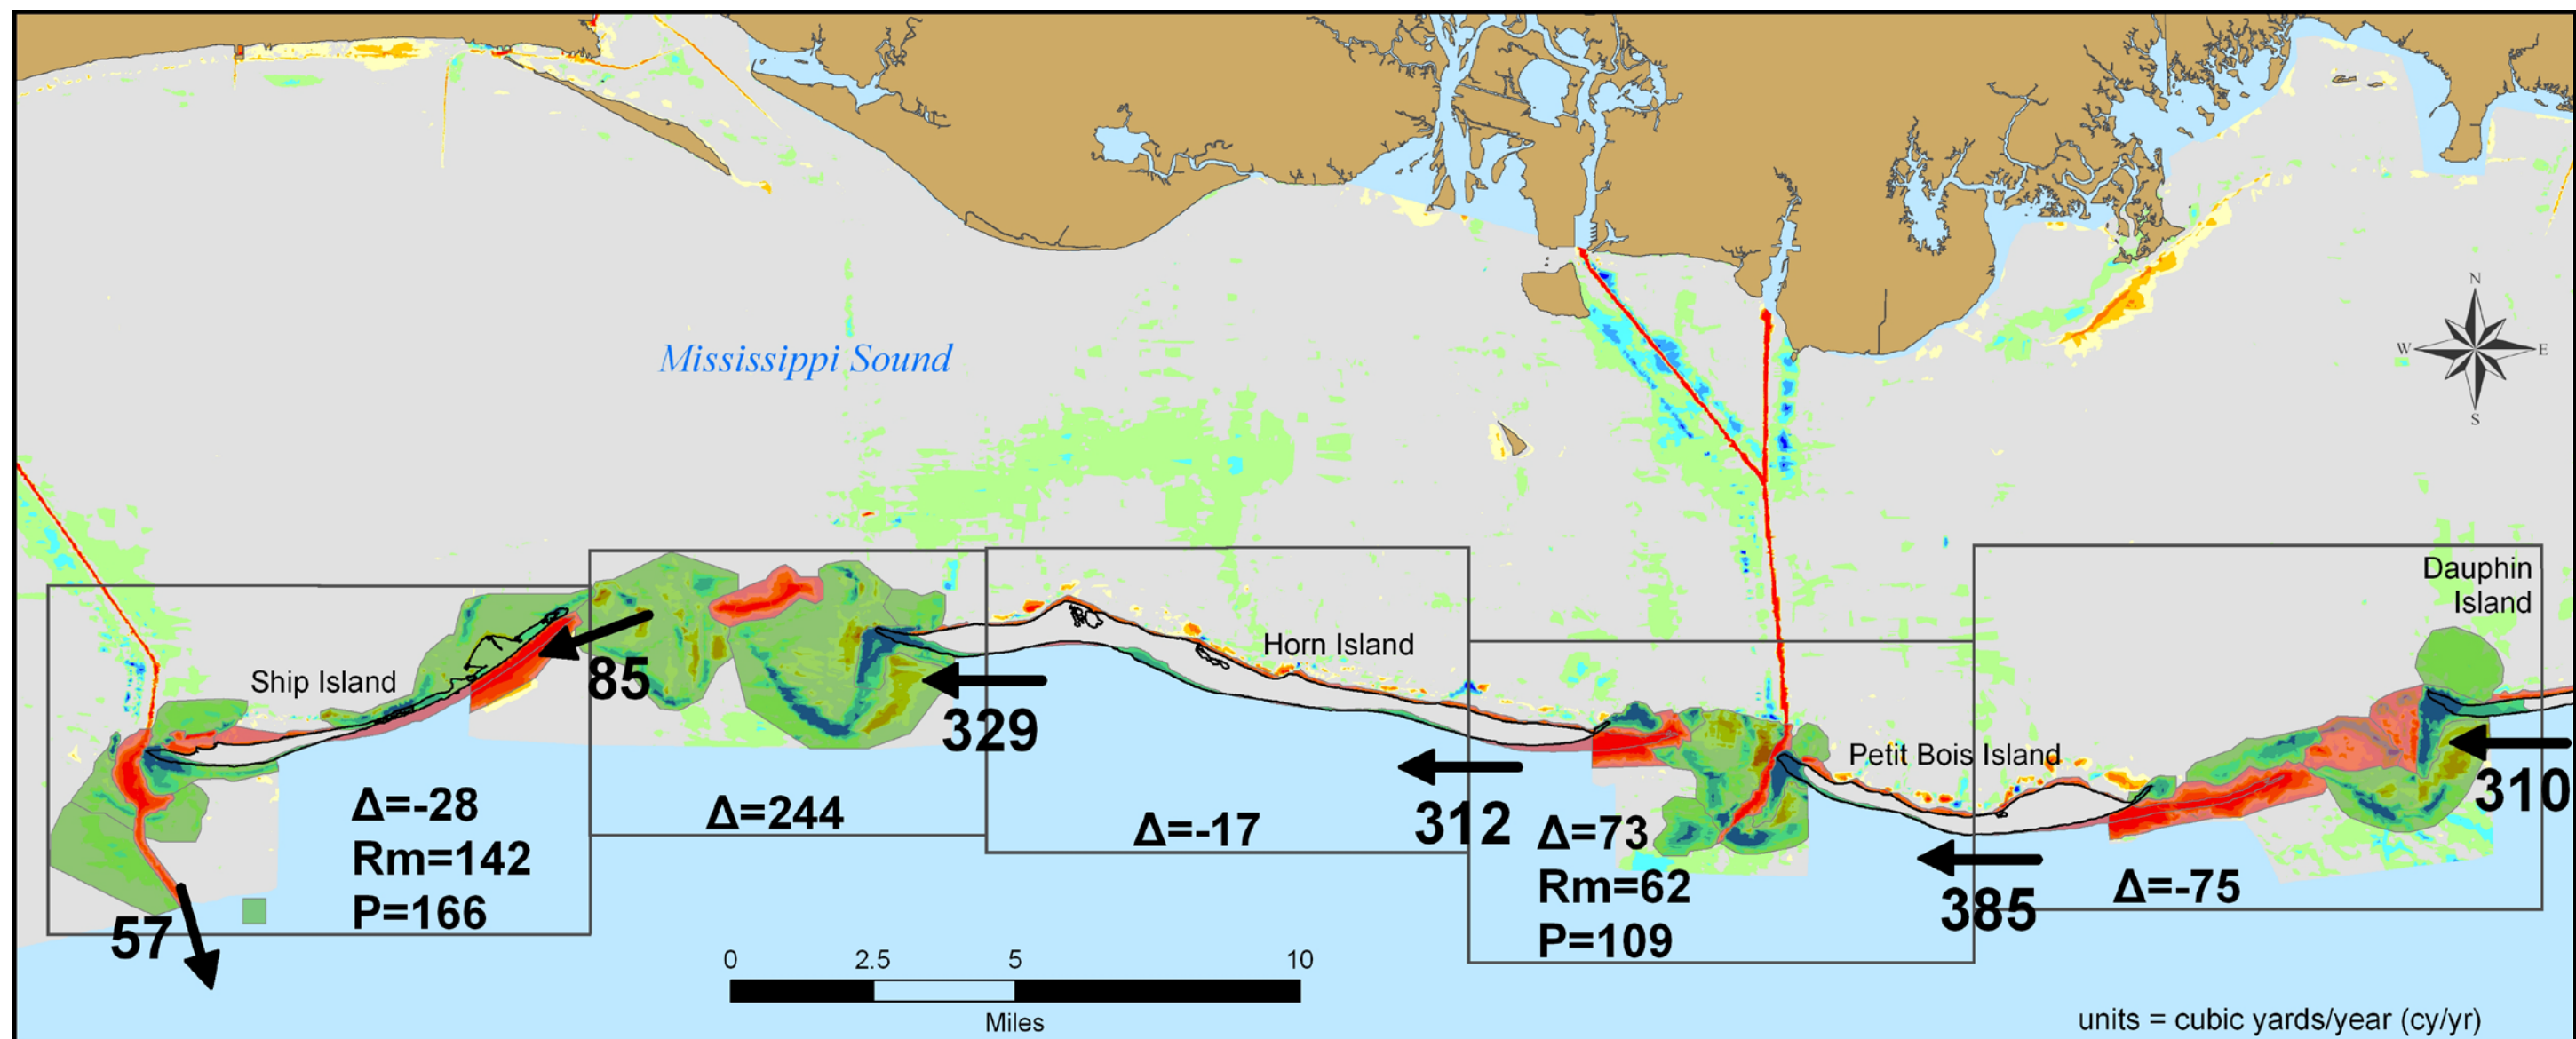 Mississippi Sound
N
W
E
S
Dauphin
Island
Ship Island
Horn Island
Petit Bois Island
85
329
312
385
310
57
Δ=-28
Rm=142
P=166
Δ=244
Δ=-17
Δ=73
Rm=62
P=109
Δ=-75
0 2.5 5 10
Miles
units = cubic yards/year (cy/yr)